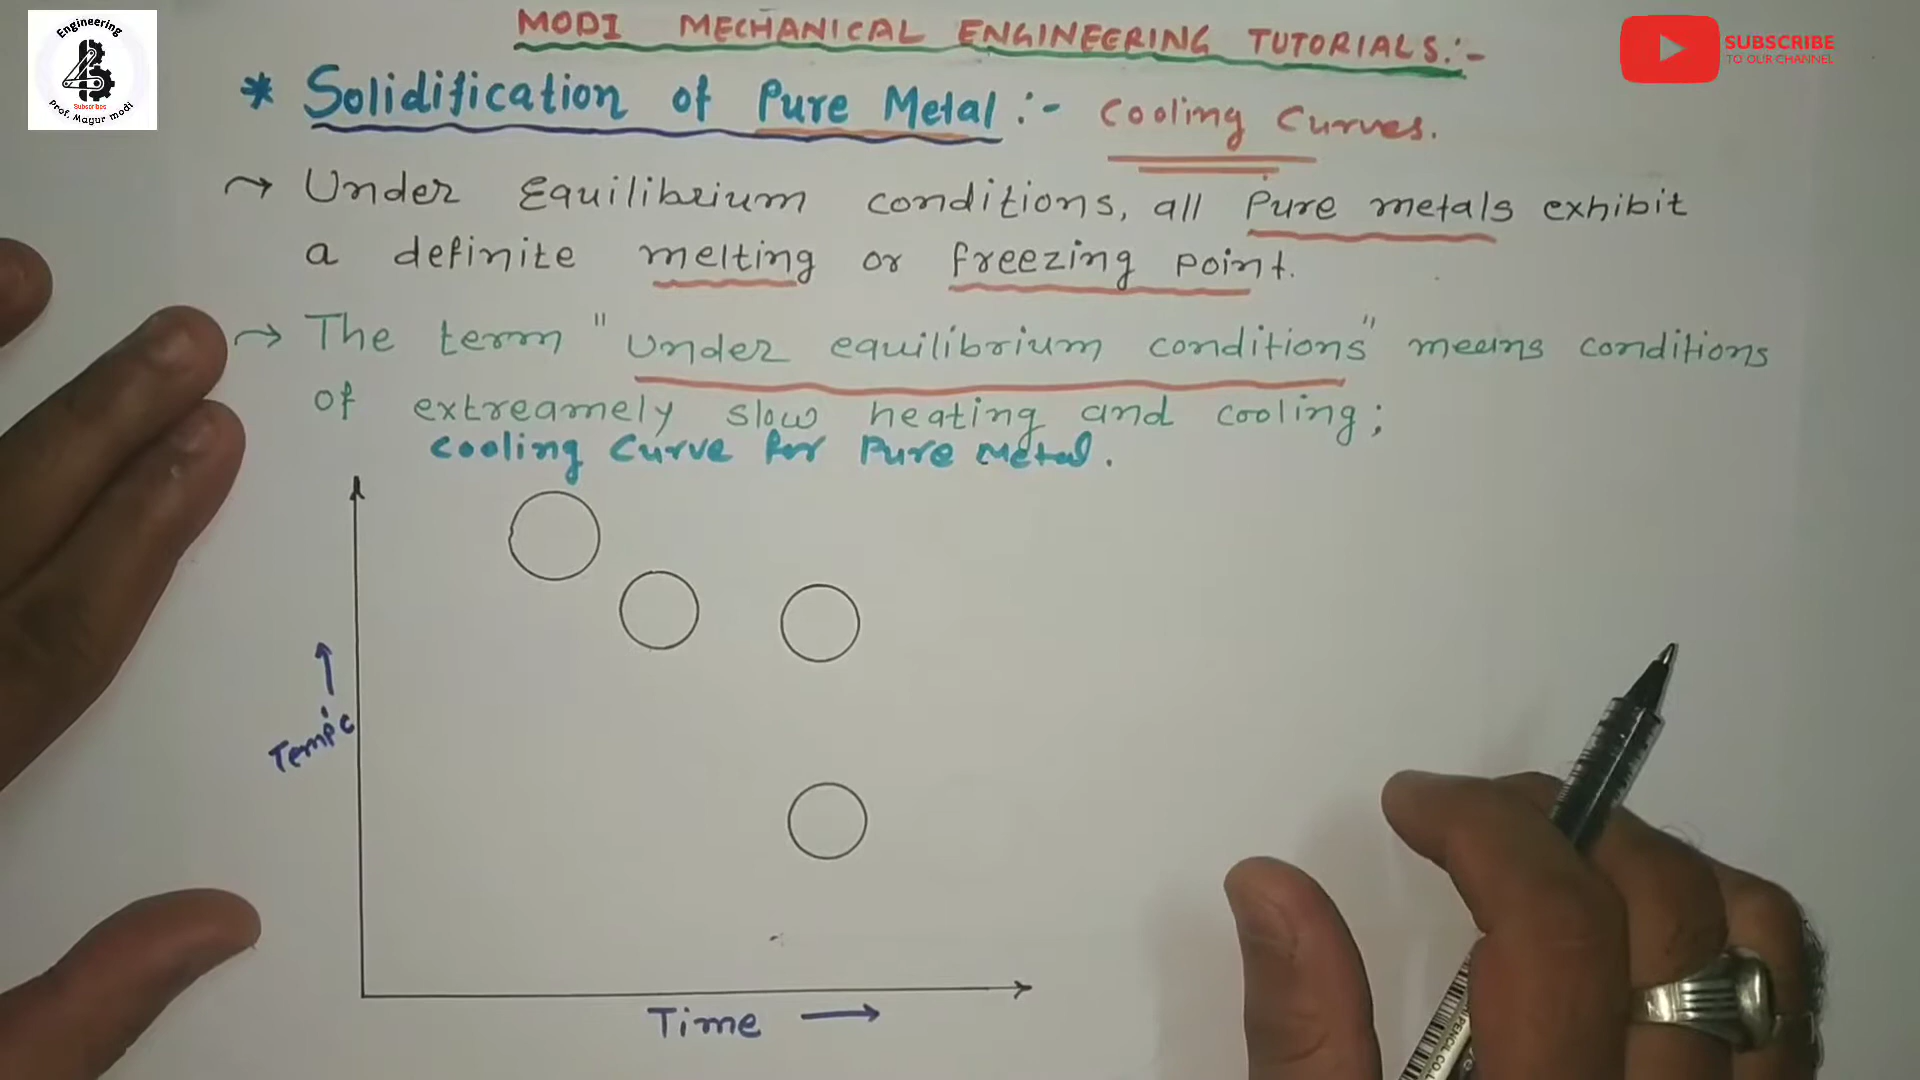 Engineering
Subscribes
Prof. Mayur modi
MODI MECHANICAL ENGINEERING TUTORIALS:-
SUBSCRIBE
TO OUR CHANNEL
* Solidification of Pure Metal :- Cooling Curves.
→ Under Equilibrium conditions, all Pure metals exhibit
a definite melting or freezing point.
→ The term "Under equilibrium conditions" means conditions
of extreamely slow heating and cooling;
Cooling Curve for Pure Metal.
Temp°c
Time →